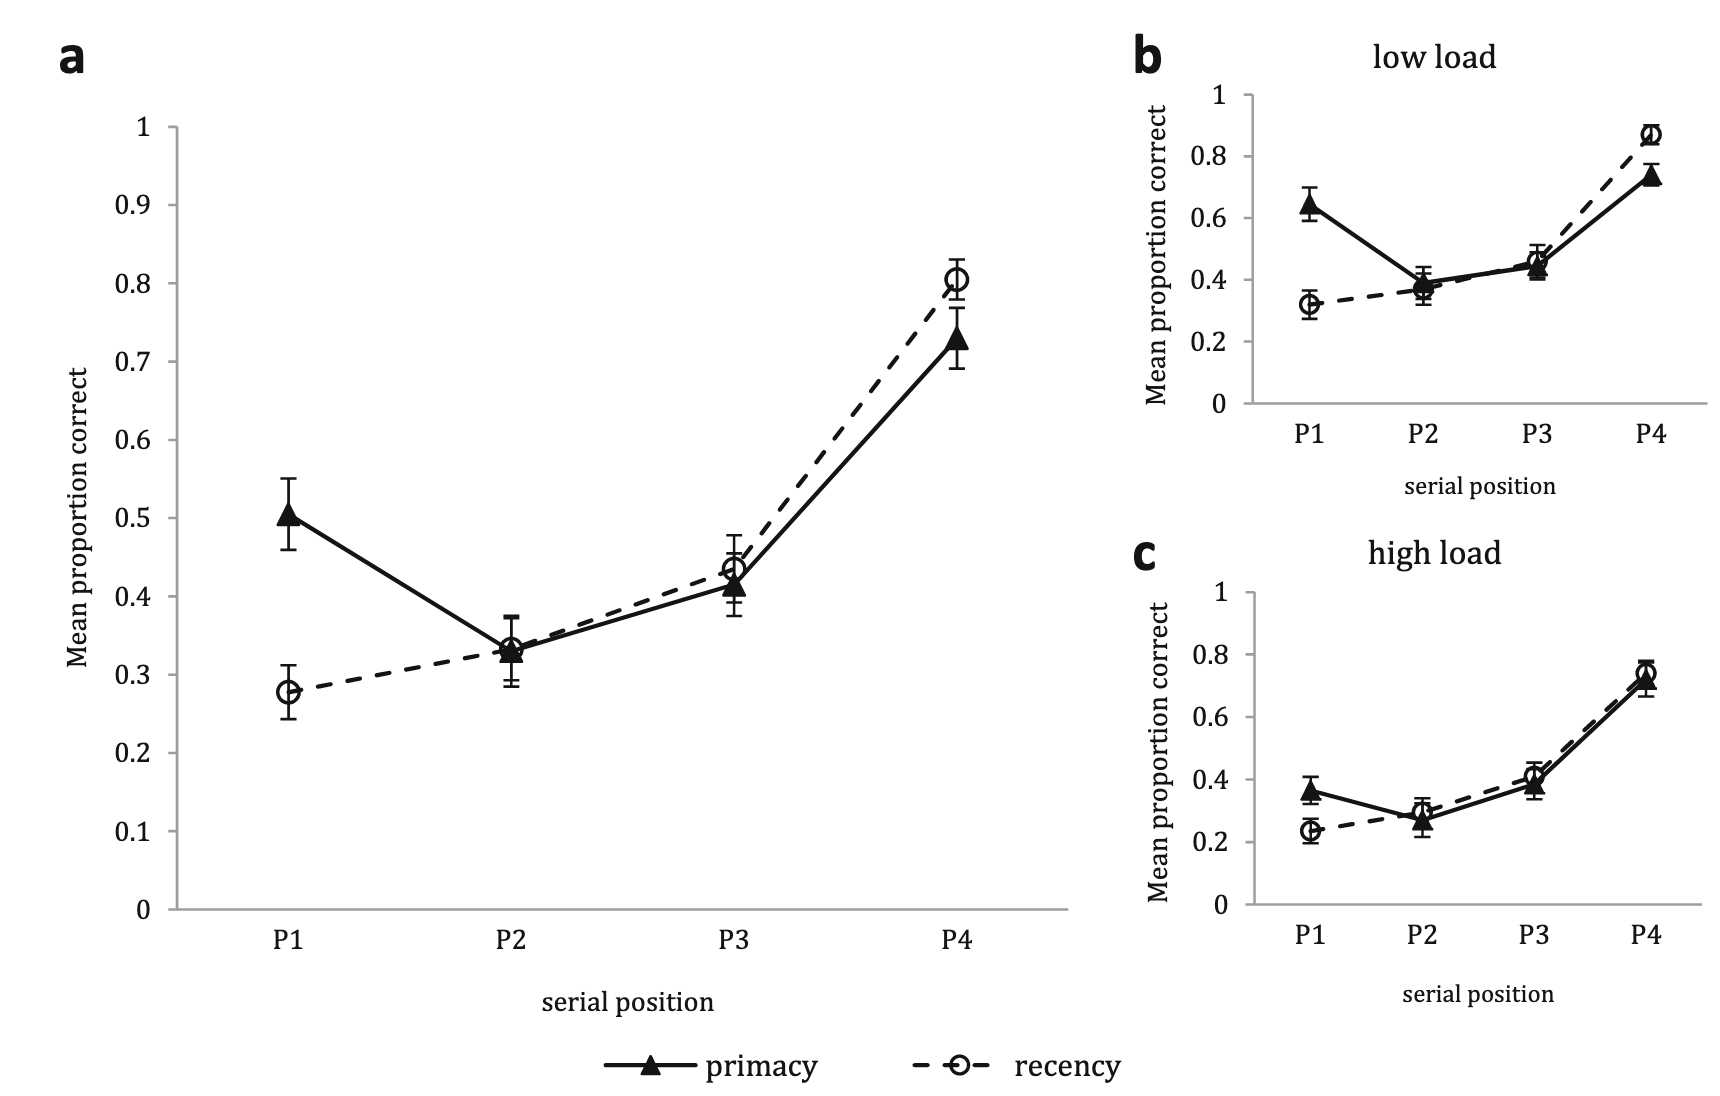 a
Mean proportion correct
1
0.9
0.8
0.7
0.6
0.5
0.4
0.3
0.2
0.1
0
P1 P2 P3 P4
serial position
b
low load
Mean proportion correct
1
0.8
0.6
0.4
0.2
0
P1 P2 P3 P4
serial position
c
high load
Mean proportion correct
1
0.8
0.6
0.4
0.2
0
P1 P2 P3 P4
serial position
primacy recency